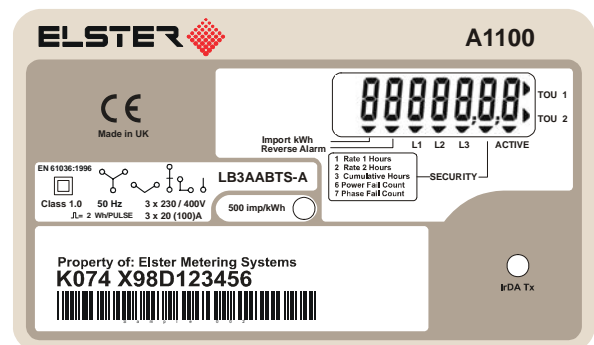 ELSTER
A1100
CE
Made in UK
8888888
TOU 1
TOU 2
Import kWh
Reverse Alarm
L1 L2 L3 ACTIVE
1 Rate 1 Hours
2 Rate 2 Hours
3 Cumulative Hours
6 Power Fail Count
7 Phase Fail Count
SECURITY
EN 61036:1996
LB3AABTS-A
Class 1.0 50 Hz 3 x 230 / 400V
= 2 Wh/PULSE 3 x 20 (100)A
500 imp/kWh
Property of: Elster Metering Systems
K074 X98D123456
IrDA Tx